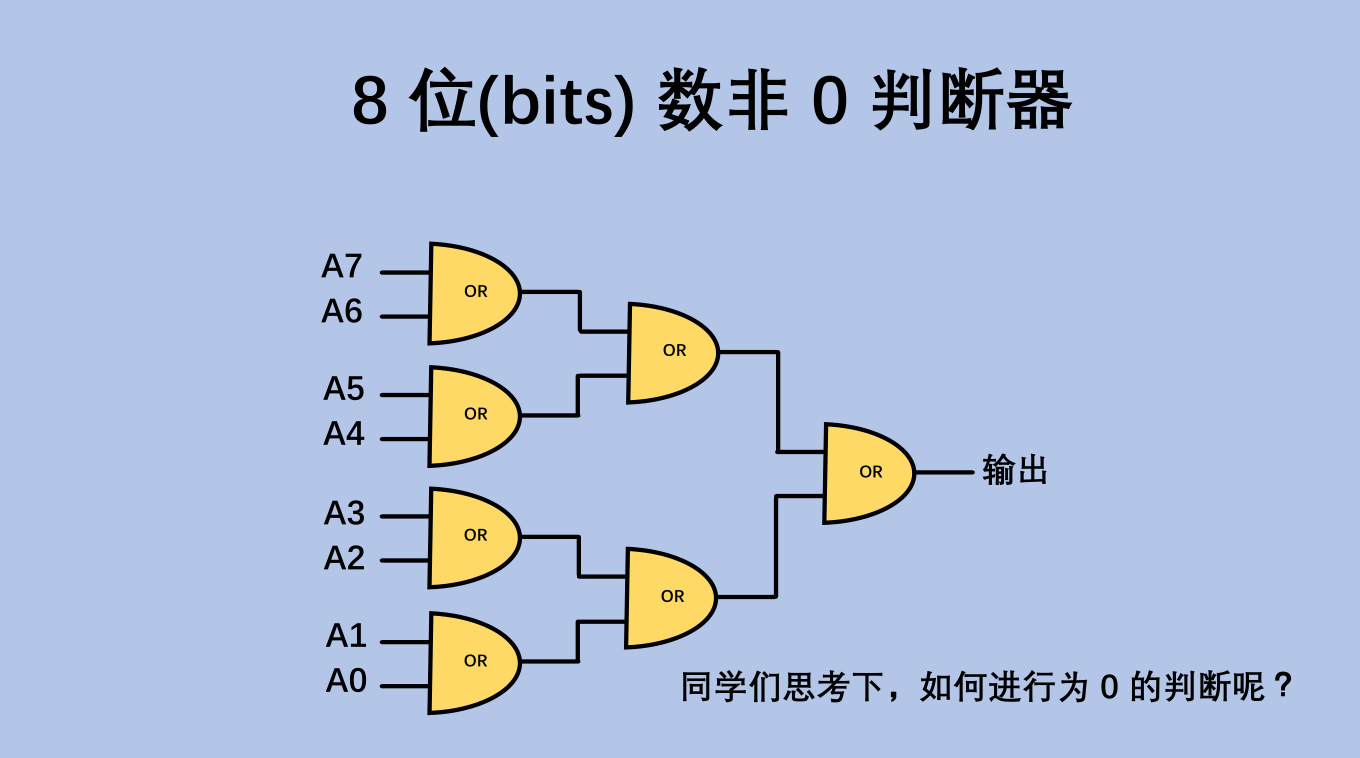 8 位(bits) 数非 0 判断器
A7
OR
A6
OR
A5
OR
A4
OR
输出
A3
OR
A2
OR
A1
OR
A0
同学们思考下，如何进行为 0 的判断呢？